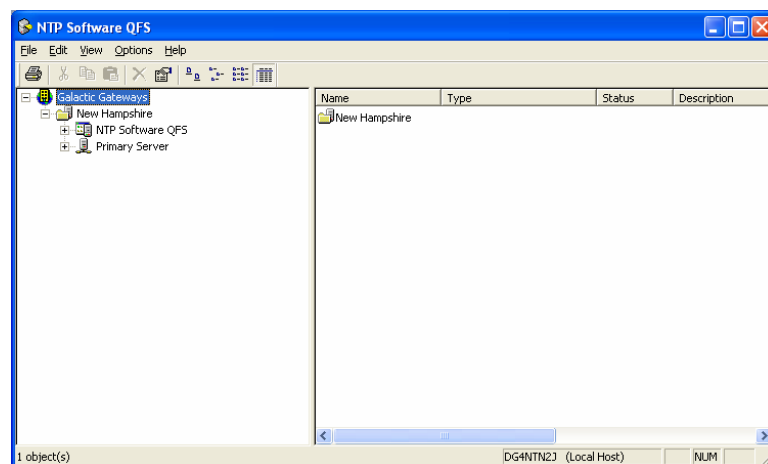 NTP Software QFS
File Edit View Options Help
Galactic Gateways
New Hampshire
NTP Software QFS
Primary Server
Name Type Status Description
New Hampshire
1 object(s) DG4NTN2J (Local Host) NUM